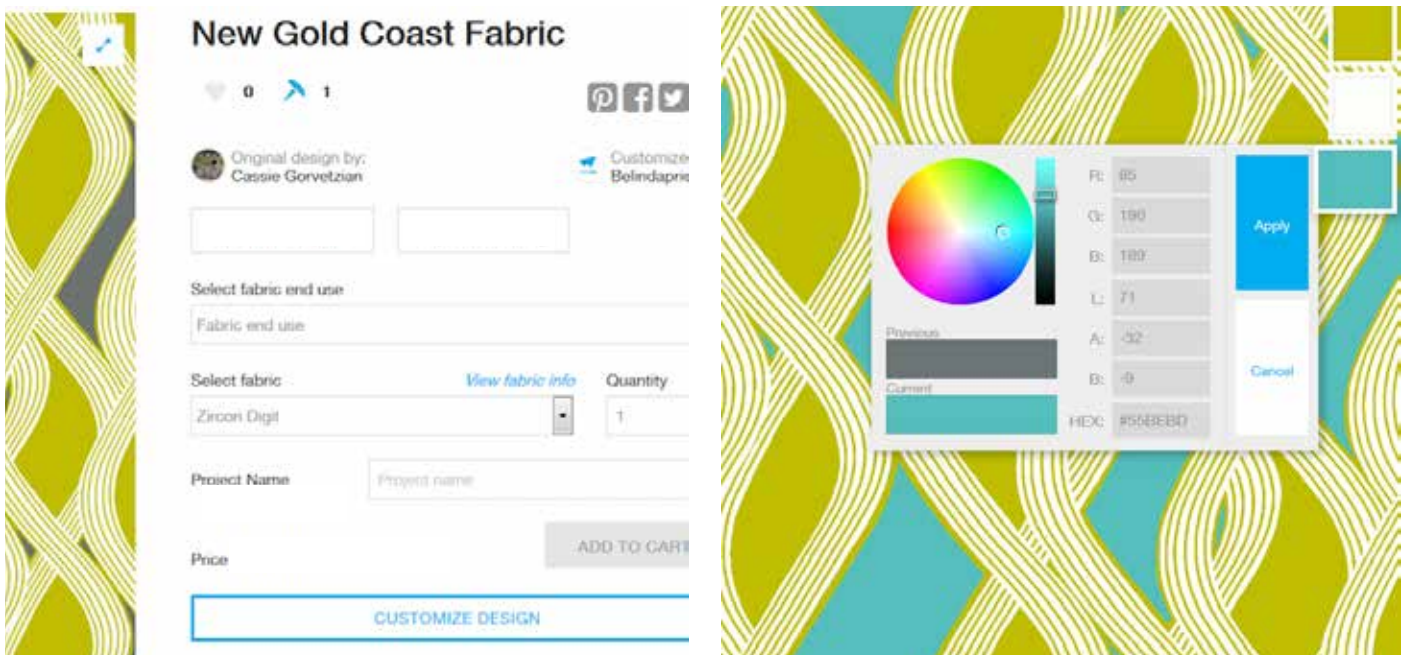 New Gold Coast Fabric
0 1
Original design by:
Cassie Gorvetzian
Customize
Belindaprie
Select fabric end use
Fabric end use
Select fabric View fabric info Quantity
Zircon Digit 1
Project Name Project name
ADD TO CART
Price
CUSTOMIZE DESIGN
R: 85
G: 190
B: 189
L: 71
A: -32
B: -9
HEX: #55BEBD
Previous
Current
Apply
Cancel